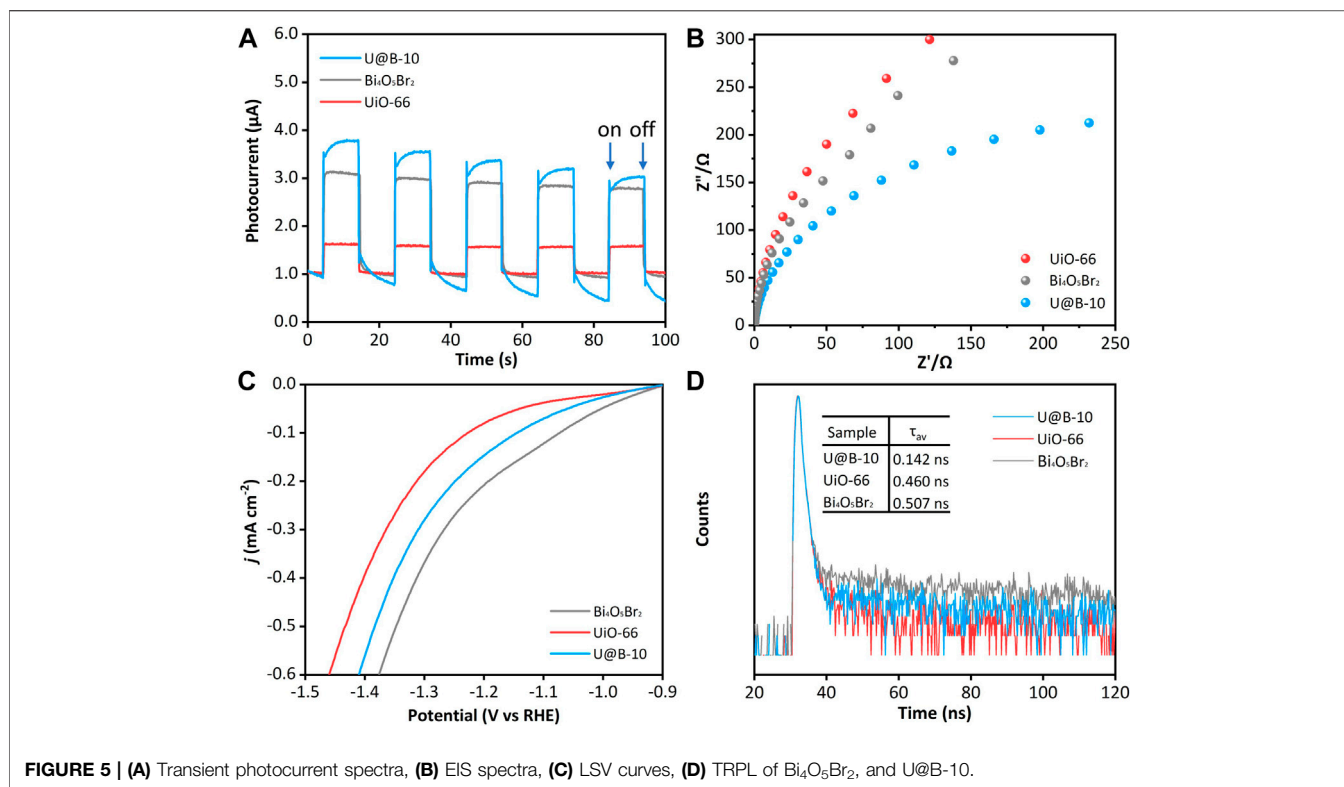 A
6.0
5.0
4.0
3.0
2.0
1.0
0.0
Photocurrent (μA)
U@B-10
Bi₄O₅Br₂
UiO-66
on off
0 20 40 60 80 100
Time (s)
B
300
250
200
150
100
50
0
Z"/Ω
UiO-66
Bi₄O₅Br₂
U@B-10
0 50 100 150 200 250
Z'/Ω
C
0.0
-0.1
-0.2
-0.3
-0.4
-0.5
-0.6
j (mA cm⁻²)
Bi₄O₅Br₂
UiO-66
U@B-10
-1.5 -1.4 -1.3 -1.2 -1.1 -1.0 -0.9
Potential (V vs RHE)
D
Counts
Sample τav
U@B-10 0.142 ns
UiO-66 0.460 ns
Bi₄O₅Br₂ 0.507 ns
U@B-10
UiO-66
Bi₄O₅Br₂
20 40 60 80 100 120
Time (ns)
FIGURE 5 | (A) Transient photocurrent spectra, (B) EIS spectra, (C) LSV curves, (D) TRPL of Bi₄O₅Br₂, and U@B-10.